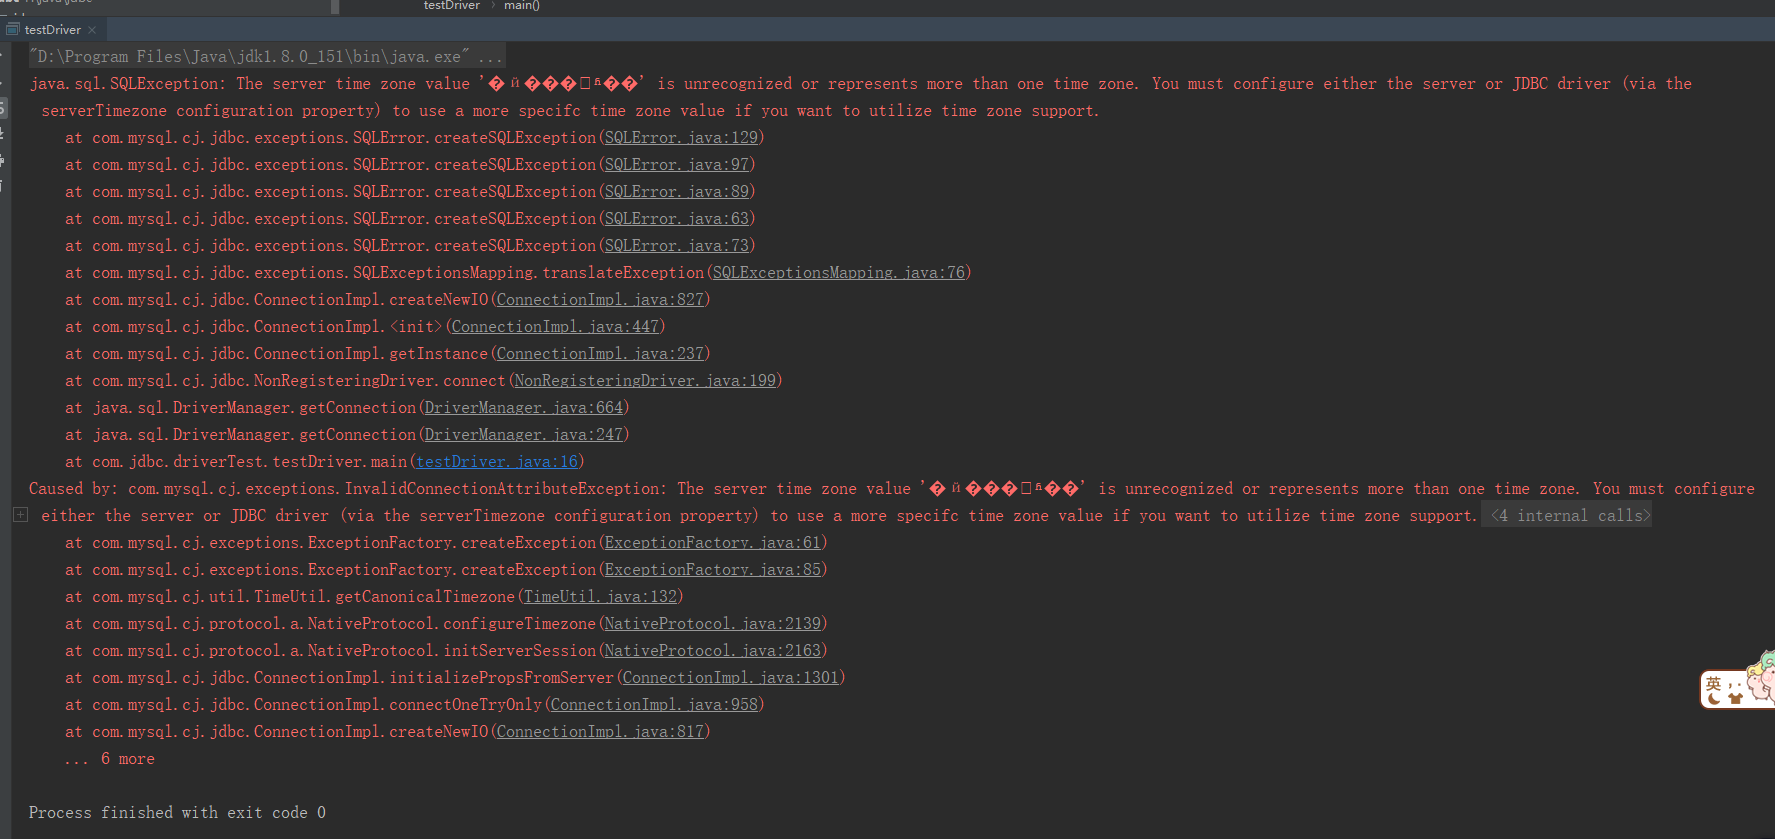 testDriver > main()
testDriver ×
"D:\Program Files\Java\jdk1.8.0_151\bin\java.exe" ...
java.sql.SQLException: The server time zone value '�й���׼ʱ��' is unrecognized or represents more than one time zone. You must configure either the server or JDBC driver (via the
serverTimezone configuration property) to use a more specifc time zone value if you want to utilize time zone support.
at com.mysql.cj.jdbc.exceptions.SQLError.createSQLException(SQLError.java:129)
at com.mysql.cj.jdbc.exceptions.SQLError.createSQLException(SQLError.java:97)
at com.mysql.cj.jdbc.exceptions.SQLError.createSQLException(SQLError.java:89)
at com.mysql.cj.jdbc.exceptions.SQLError.createSQLException(SQLError.java:63)
at com.mysql.cj.jdbc.exceptions.SQLError.createSQLException(SQLError.java:73)
at com.mysql.cj.jdbc.exceptions.SQLExceptionsMapping.translateException(SQLExceptionsMapping.java:76)
at com.mysql.cj.jdbc.ConnectionImpl.createNewIO(ConnectionImpl.java:827)
at com.mysql.cj.jdbc.ConnectionImpl.<init>(ConnectionImpl.java:447)
at com.mysql.cj.jdbc.ConnectionImpl.getInstance(ConnectionImpl.java:237)
at com.mysql.cj.jdbc.NonRegisteringDriver.connect(NonRegisteringDriver.java:199)
at java.sql.DriverManager.getConnection(DriverManager.java:664)
at java.sql.DriverManager.getConnection(DriverManager.java:247)
at com.jdbc.driverTest.testDriver.main(testDriver.java:16)
Caused by: com.mysql.cj.exceptions.InvalidConnectionAttributeException: The server time zone value '�й���׼ʱ��' is unrecognized or represents more than one time zone. You must configure
either the server or JDBC driver (via the serverTimezone configuration property) to use a more specifc time zone value if you want to utilize time zone support. <4 internal calls>
at com.mysql.cj.exceptions.ExceptionFactory.createException(ExceptionFactory.java:61)
at com.mysql.cj.exceptions.ExceptionFactory.createException(ExceptionFactory.java:85)
at com.mysql.cj.util.TimeUtil.getCanonicalTimezone(TimeUtil.java:132)
at com.mysql.cj.protocol.a.NativeProtocol.configureTimezone(NativeProtocol.java:2139)
at com.mysql.cj.protocol.a.NativeProtocol.initServerSession(NativeProtocol.java:2163)
at com.mysql.cj.jdbc.ConnectionImpl.initializePropsFromServer(ConnectionImpl.java:1301)
at com.mysql.cj.jdbc.ConnectionImpl.connectOneTryOnly(ConnectionImpl.java:958)
at com.mysql.cj.jdbc.ConnectionImpl.createNewIO(ConnectionImpl.java:817)
... 6 more
Process finished with exit code 0
英